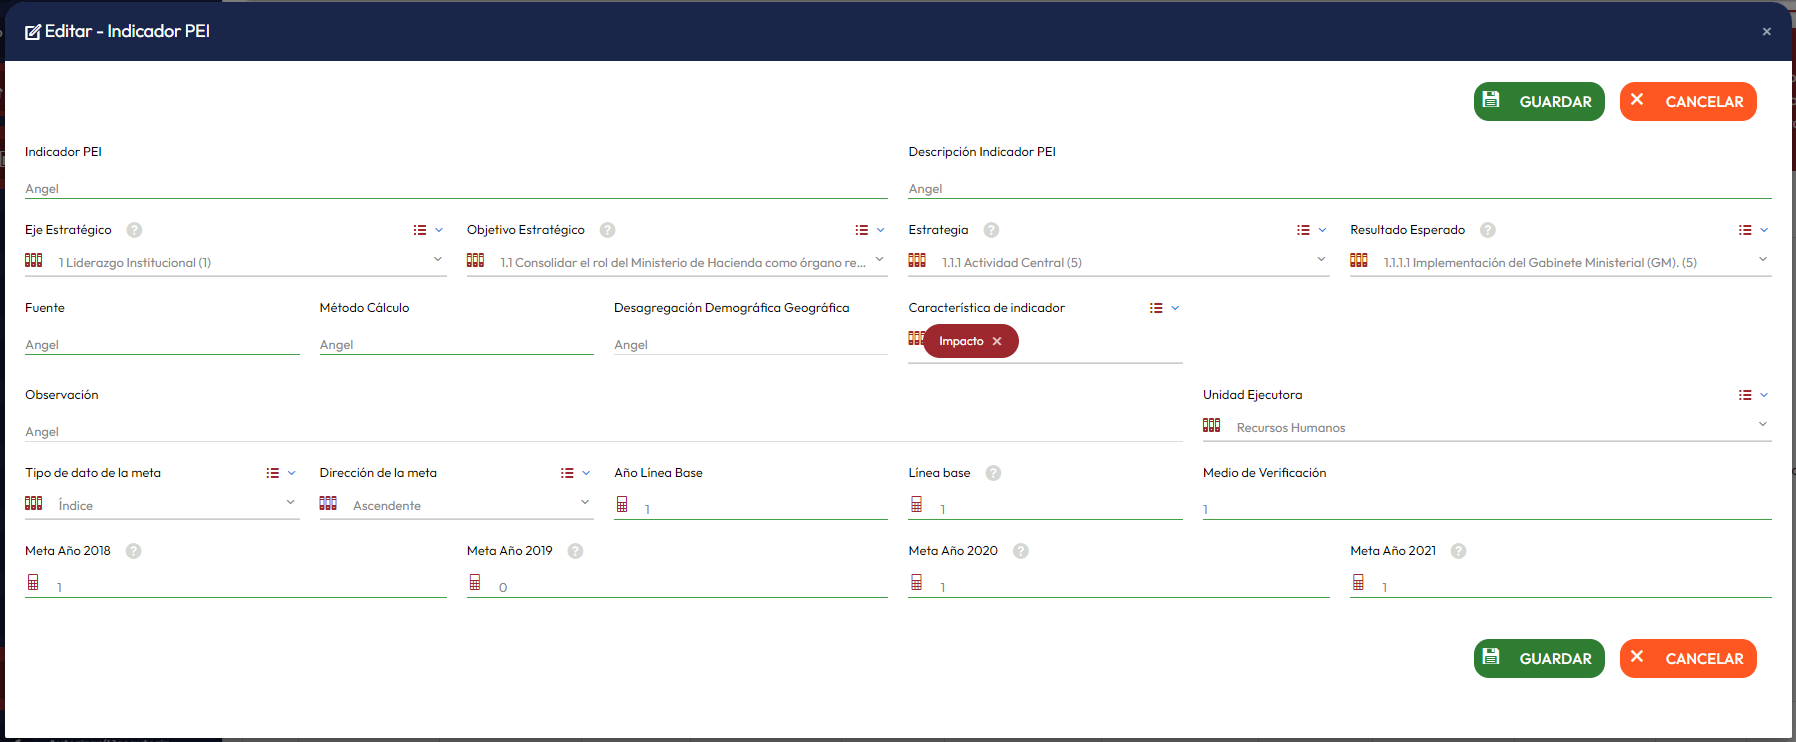 Editar - Indicador PEI
×
GUARDAR CANCELAR
Indicador PEI Descripción Indicador PEI
Angel Angel
Eje Estratégico ? Objetivo Estratégico ? Estrategia ? Resultado Esperado ?
1 Liderazgo Institucional (1) 1.1 Consolidar el rol del Ministerio de Hacienda como órgano re... 1.1.1 Actividad Central (5) 1.1.1.1 Implementación del Gabinete Ministerial (GM). (5)
Fuente Método Cálculo Desagregación Demográfica Geográfica Característica de indicador
Angel Angel Angel Impacto ×
Observación Unidad Ejecutora
Angel Recursos Humanos
Tipo de dato de la meta Dirección de la meta Año Línea Base Línea base ? Medio de Verificación
Índice Ascendente 1 1 1
Meta Año 2018 ? Meta Año 2019 ? Meta Año 2020 ? Meta Año 2021 ?
1 0 1 1
GUARDAR CANCELAR